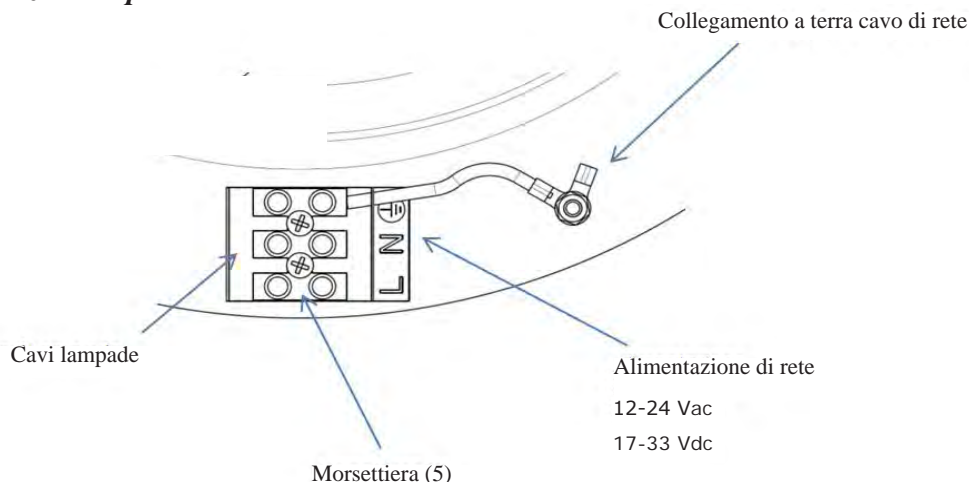 Collegamento a terra cavo di rete
L N
Cavi lampade
Alimentazione di rete
12-24 Vac
17-33 Vdc
Morsettiera (5)